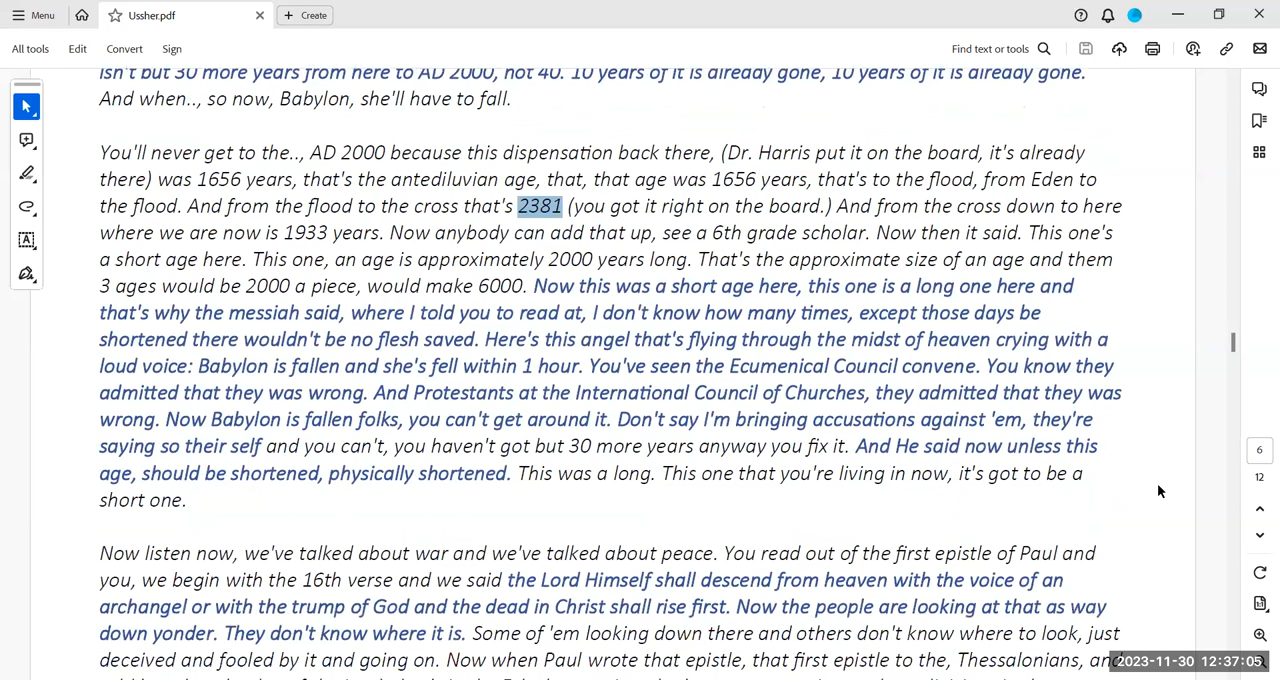 Menu
Ussher.pdf
Create
All tools
Edit
Convert
Sign
Find text or tools
isn't but 30 more years from here to AD 2000, not 40. 10 years of it is already gone, 10 years of it is already gone.
And when.., so now, Babylon, she'll have to fall.
You'll never get to the.., AD 2000 because this dispensation back there, (Dr. Harris put it on the board, it's already
there) was 1656 years, that's the antediluvian age, that, that age was 1656 years, that's to the flood, from Eden to
the flood. And from the flood to the cross that's 2381 (you got it right on the board.) And from the cross down to here
where we are now is 1933 years. Now anybody can add that up, see a 6th grade scholar. Now then it said. This one's
a short age here. This one, an age is approximately 2000 years long. That's the approximate size of an age and them
3 ages would be 2000 a piece, would make 6000. Now this was a short age here, this one is a long one here and
that's why the messiah said, where I told you to read at, I don't know how many times, except those days be
shortened there wouldn't be no flesh saved. Here's this angel that's flying through the midst of heaven crying with a
loud voice: Babylon is fallen and she's fell within 1 hour. You've seen the Ecumenical Council convene. You know they
admitted that they was wrong. And Protestants at the International Council of Churches, they admitted that they was
wrong. Now Babylon is fallen folks, you can't get around it. Don't say I'm bringing accusations against 'em, they're
saying so their self and you can't, you haven't got but 30 more years anyway you fix it. And He said now unless this
age, should be shortened, physically shortened. This was a long. This one that you're living in now, it's got to be a
short one.
Now listen now, we've talked about war and we've talked about peace. You read out of the first epistle of Paul and
you, we begin with the 16th verse and we said the Lord Himself shall descend from heaven with the voice of an
archangel or with the trump of God and the dead in Christ shall rise first. Now the people are looking at that as way
down yonder. They don't know where it is. Some of 'em looking down there and others don't know where to look, just
deceived and fooled by it and going on. Now when Paul wrote that epistle, that first epistle to the, Thessalonians, and
6
12
2023-11-30 12:37:05